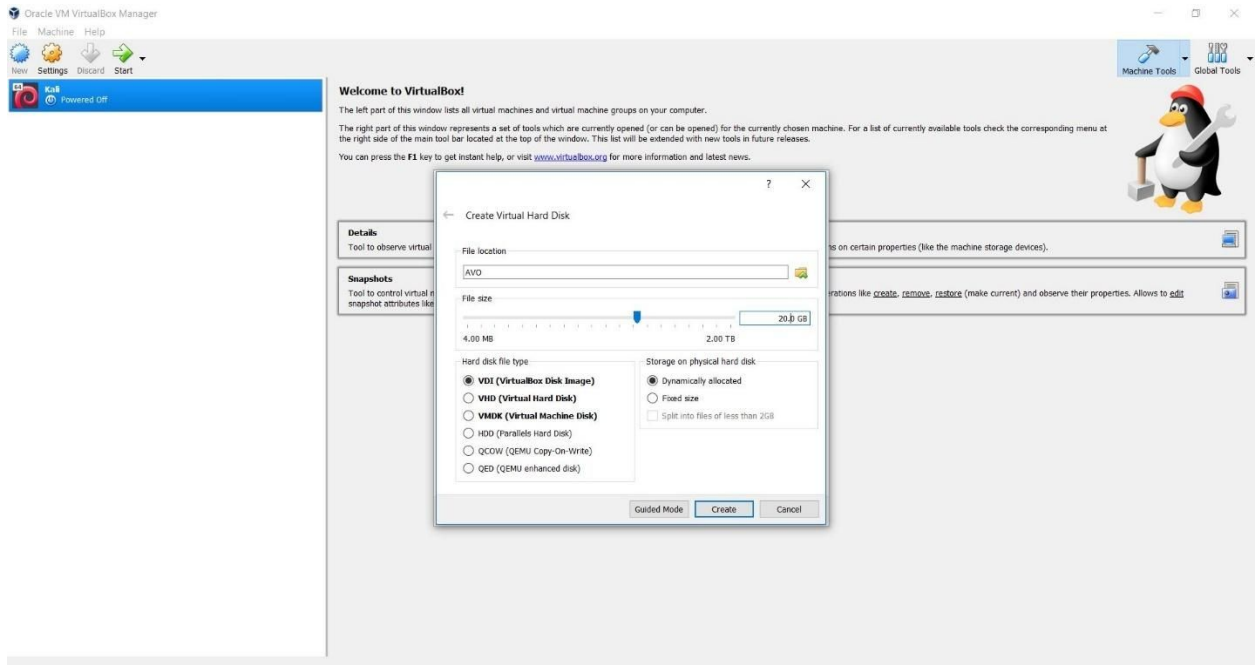 Oracle VM VirtualBox Manager
File Machine Help
New Settings Discard Start
Machine Tools Global Tools
Kali
Powered Off
Welcome to VirtualBox!
The left part of this window lists all virtual machines and virtual machine groups on your computer.
The right part of this window represents a set of tools which are currently opened (or can be opened) for the currently chosen machine. For a list of currently available tools check the corresponding menu at
the right side of the main tool bar located at the top of the window. This list will be extended with new tools in future releases.
You can press the F1 key to get instant help, or visit www.virtualbox.org for more information and latest news.
Details
Tool to observe virtual
ns on certain properties (like the machine storage devices).
Snapshots
Tool to control virtual m
erations like create, remove, restore (make current) and observe their properties. Allows to edit
snapshot attributes like
?
Create Virtual Hard Disk
File location
AVO
File size
20.0 GB
4.00 MB 2.00 TB
Hard disk file type
VDI (VirtualBox Disk Image)
VHD (Virtual Hard Disk)
VMDK (Virtual Machine Disk)
HDD (Parallels Hard Disk)
QCOW (QEMU Copy-On-Write)
QED (QEMU enhanced disk)
Storage on physical hard disk
Dynamically allocated
Fixed size
Split into files of less than 2GB
Guided Mode Create Cancel